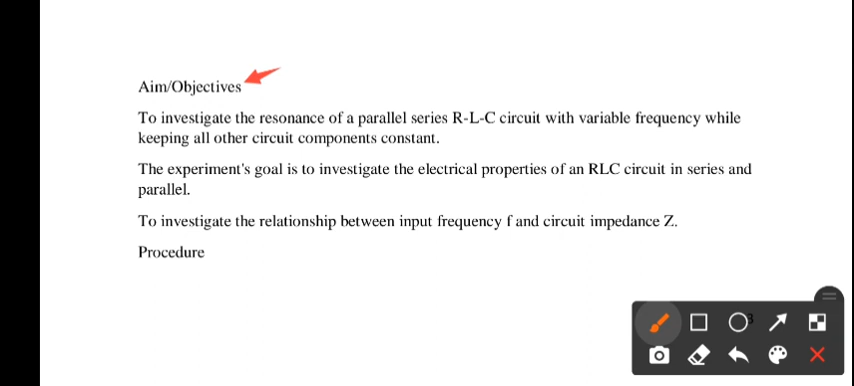 Aim/Objectives
To investigate the resonance of a parallel series R-L-C circuit with variable frequency while
keeping all other circuit components constant.
The experiment's goal is to investigate the electrical properties of an RLC circuit in series and
parallel.
To investigate the relationship between input frequency f and circuit impedance Z.
Procedure